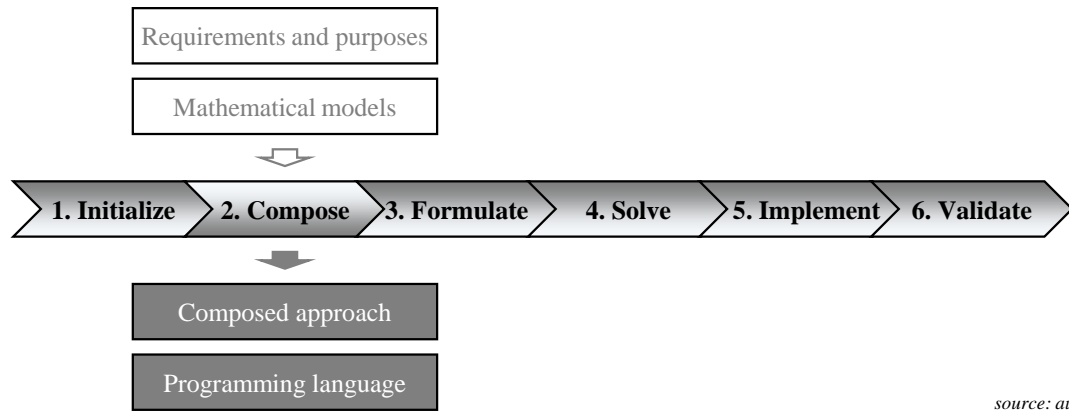 Requirements and purposes
Mathematical models
1. Initialize 2. Compose 3. Formulate 4. Solve 5. Implement 6. Validate
Composed approach
Programming language
source: